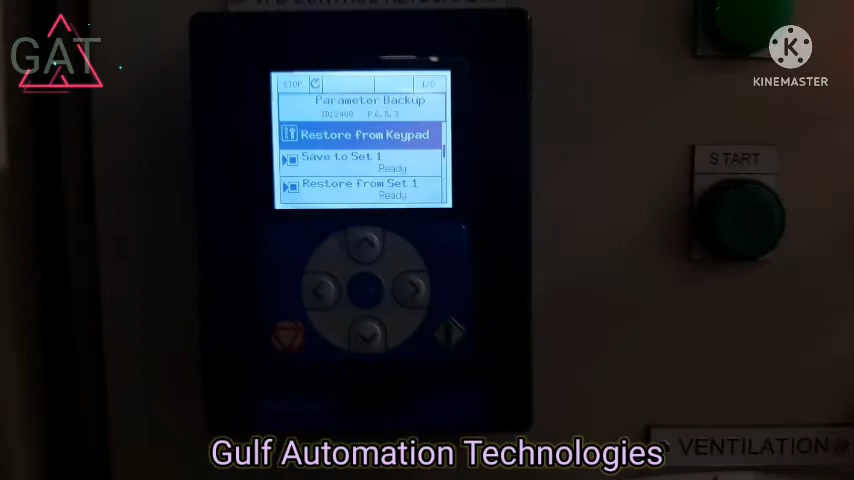 GAT
KINEMASTER
STOP
I/O
Parameter Backup
ID:2488 P6.5.3
Restore from Keypad
Save to Set 1
Ready
Restore from Set 1
Ready
START
VENTILATION
Gulf Automation Technologies